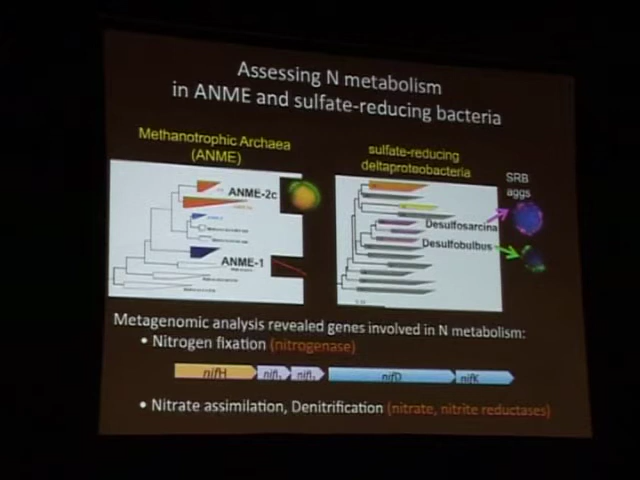 Assessing N metabolism
in ANME and sulfate-reducing bacteria
Methanotrophic Archaea
(ANME)
sulfate-reducing
deltaproteobacteria
SRB
aggs
ANME-2c
ANME-1
Desulfosarcina
Desulfobulbus
Metagenomic analysis revealed genes involved in N metabolism:
• Nitrogen fixation (nitrogenase)
nifH
nifD
nifK
• Nitrate assimilation, Denitrification (nitrate, nitrite reductases)